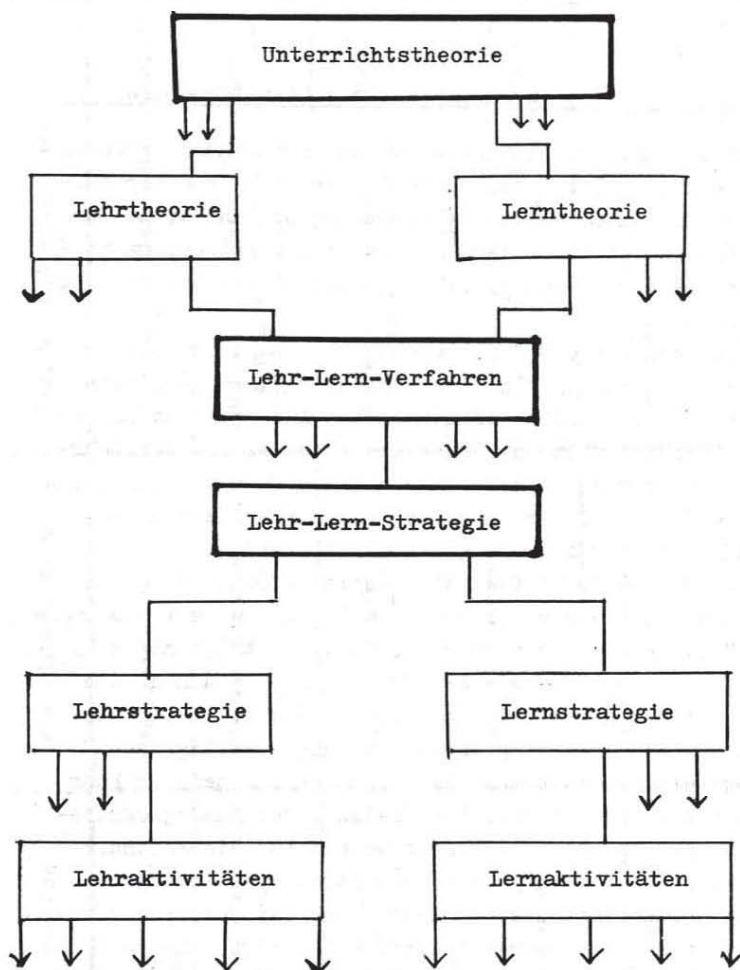 Unterrichtstheorie
Lehrtheorie
Lerntheorie
Lehr-Lern-Verfahren
Lehr-Lern-Strategie
Lehrstrategie
Lernstrategie
Lehraktivitäten
Lernaktivitäten